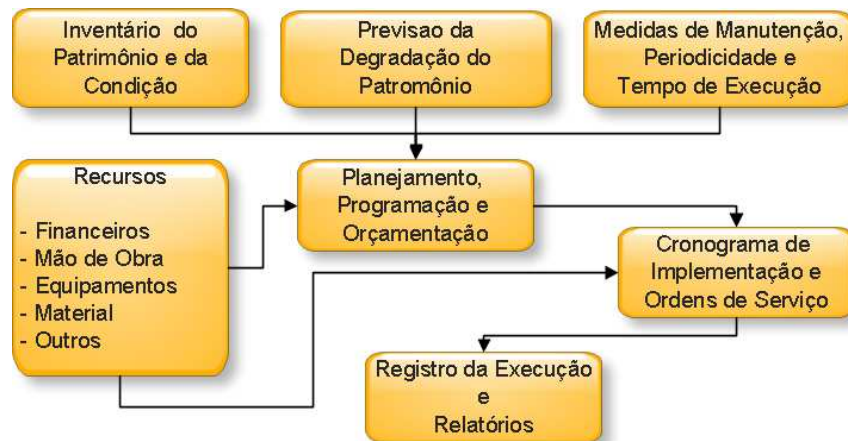 Inventário do
Patrimônio e da
Condição
Previsao da
Degradação do
Patromônio
Medidas de Manutenção,
Periodicidade e
Tempo de Execução
Recursos
- Financeiros
- Mão de Obra
- Equipamentos
- Material
- Outros
Planejamento,
Programação e
Orçamentação
Cronograma de
Implementação e
Ordens de Serviço
Registro da Execução
e
Relatórios